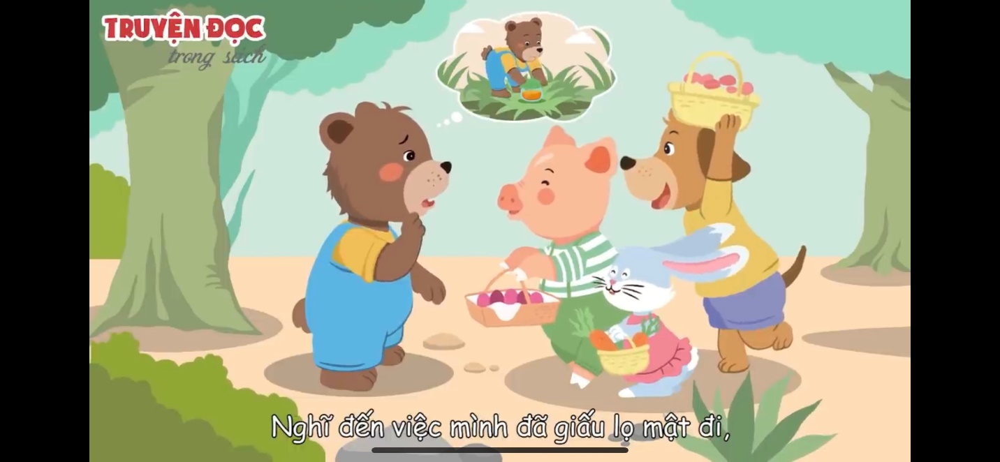 TRUYỆN ĐỌC
trong sách
Nghĩ đến việc mình đã giấu lọ mật đi,